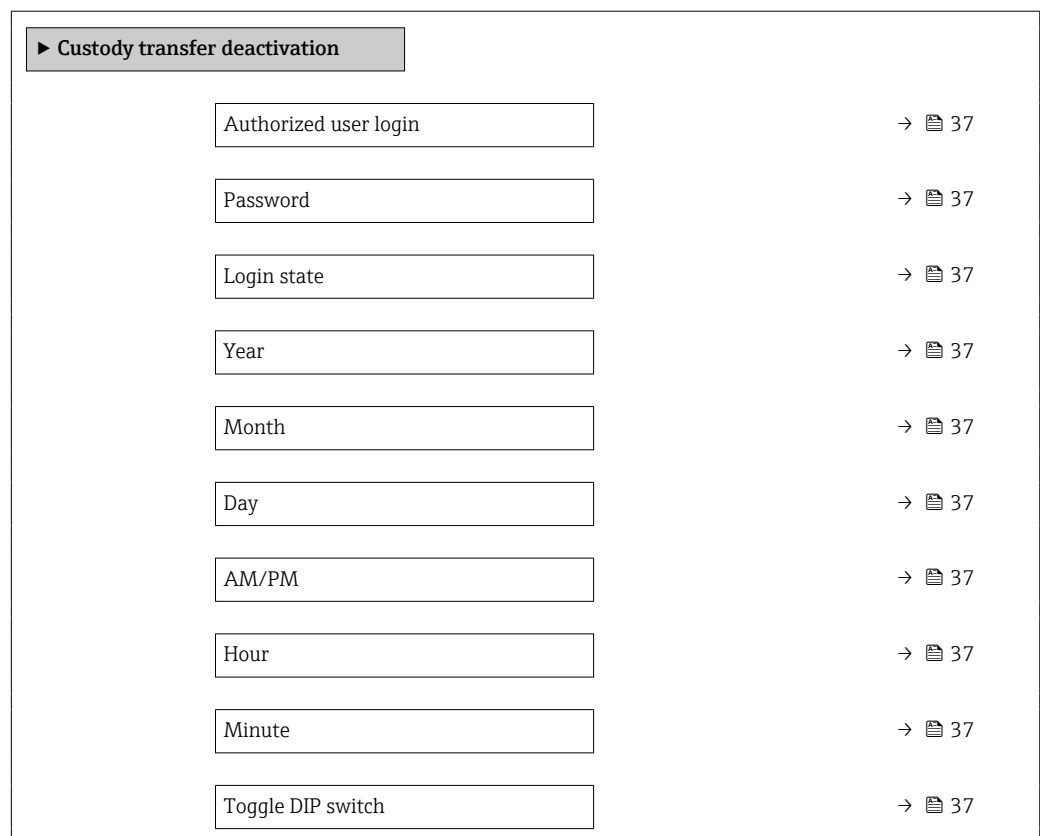 ▶ Custody transfer deactivation
Authorized user login → 🖹 37
Password → 🖹 37
Login state → 🖹 37
Year → 🖹 37
Month → 🖹 37
Day → 🖹 37
AM/PM → 🖹 37
Hour → 🖹 37
Minute → 🖹 37
Toggle DIP switch → 🖹 37